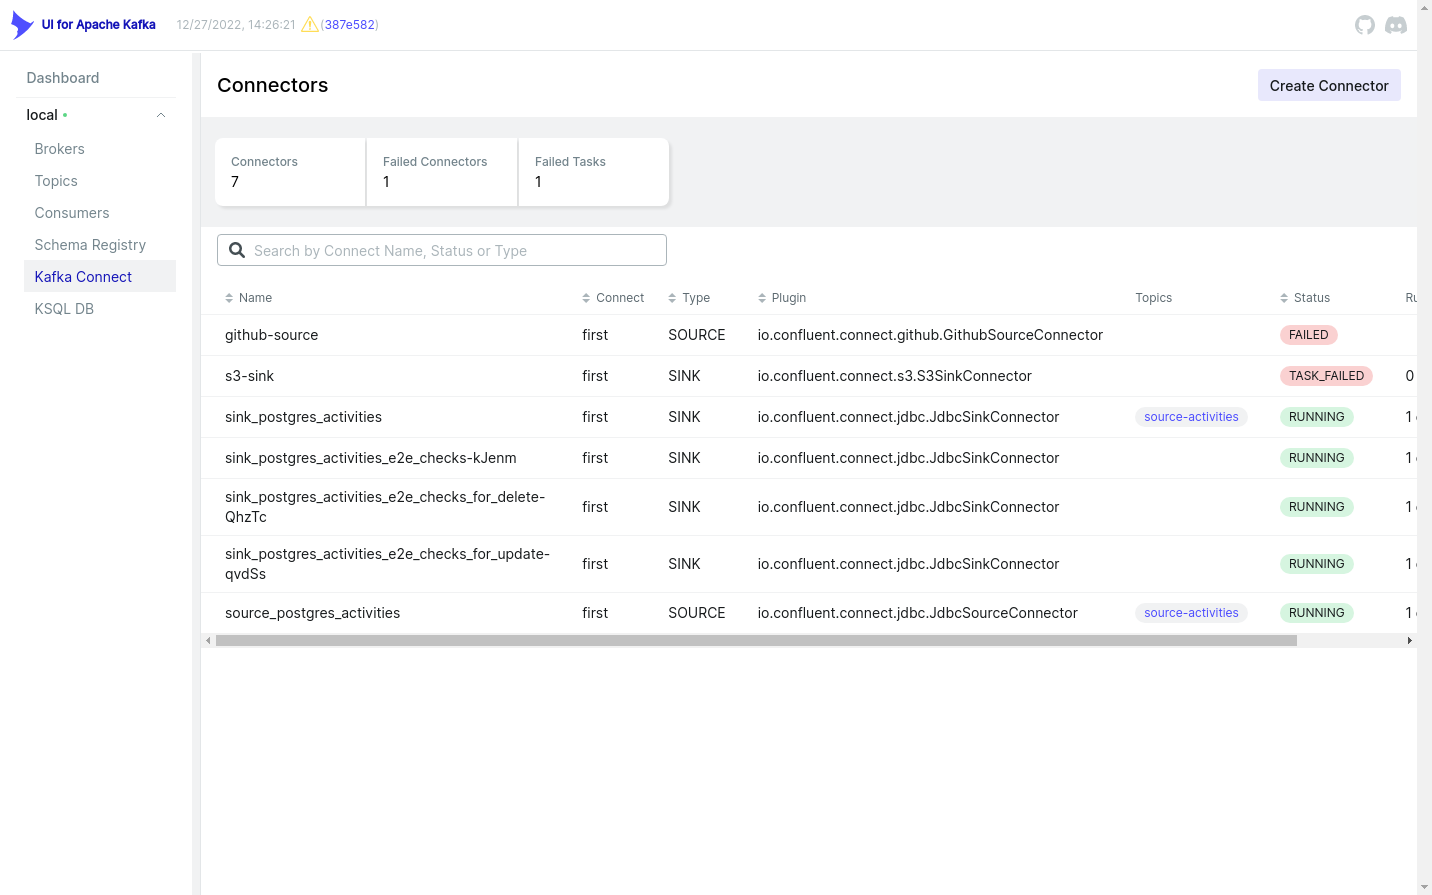 UI for Apache Kafka 12/27/2022, 14:26:21 (387e582)
Dashboard
local
Brokers
Topics
Consumers
Schema Registry
Kafka Connect
KSQL DB
Connectors
Create Connector
Connectors Failed Connectors Failed Tasks
7 1 1
Search by Connect Name, Status or Type
Name Connect Type Plugin Topics Status
github-source first SOURCE io.confluent.connect.github.GithubSourceConnector FAILED
s3-sink first SINK io.confluent.connect.s3.S3SinkConnector TASK_FAILED 0
sink_postgres_activities first SINK io.confluent.connect.jdbc.JdbcSinkConnector source-activities RUNNING 1
sink_postgres_activities_e2e_checks-kJenm first SINK io.confluent.connect.jdbc.JdbcSinkConnector RUNNING 1
sink_postgres_activities_e2e_checks_for_delete-
QhzTc first SINK io.confluent.connect.jdbc.JdbcSinkConnector RUNNING 1
sink_postgres_activities_e2e_checks_for_update-
qvdSs first SINK io.confluent.connect.jdbc.JdbcSinkConnector RUNNING 1
source_postgres_activities first SOURCE io.confluent.connect.jdbc.JdbcSourceConnector source-activities RUNNING 1